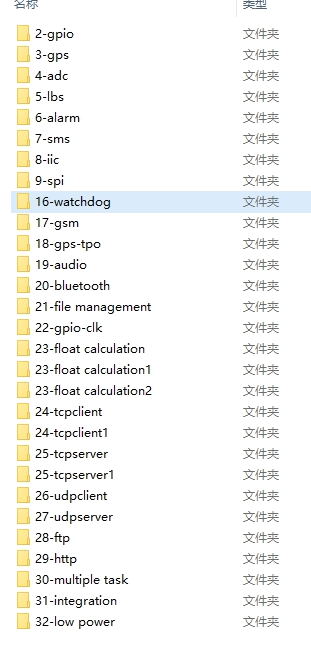 名称 类型
2-gpio 文件夹
3-gps 文件夹
4-adc 文件夹
5-lbs 文件夹
6-alarm 文件夹
7-sms 文件夹
8-iic 文件夹
9-spi 文件夹
16-watchdog 文件夹
17-gsm 文件夹
18-gps-tpo 文件夹
19-audio 文件夹
20-bluetooth 文件夹
21-file management 文件夹
22-gpio-clk 文件夹
23-float calculation 文件夹
23-float calculation1 文件夹
23-float calculation2 文件夹
24-tcpclient 文件夹
24-tcpclient1 文件夹
25-tcpserver 文件夹
25-tcpserver1 文件夹
26-udpclient 文件夹
27-udpserver 文件夹
28-ftp 文件夹
29-http 文件夹
30-multiple task 文件夹
31-integration 文件夹
32-low power 文件夹